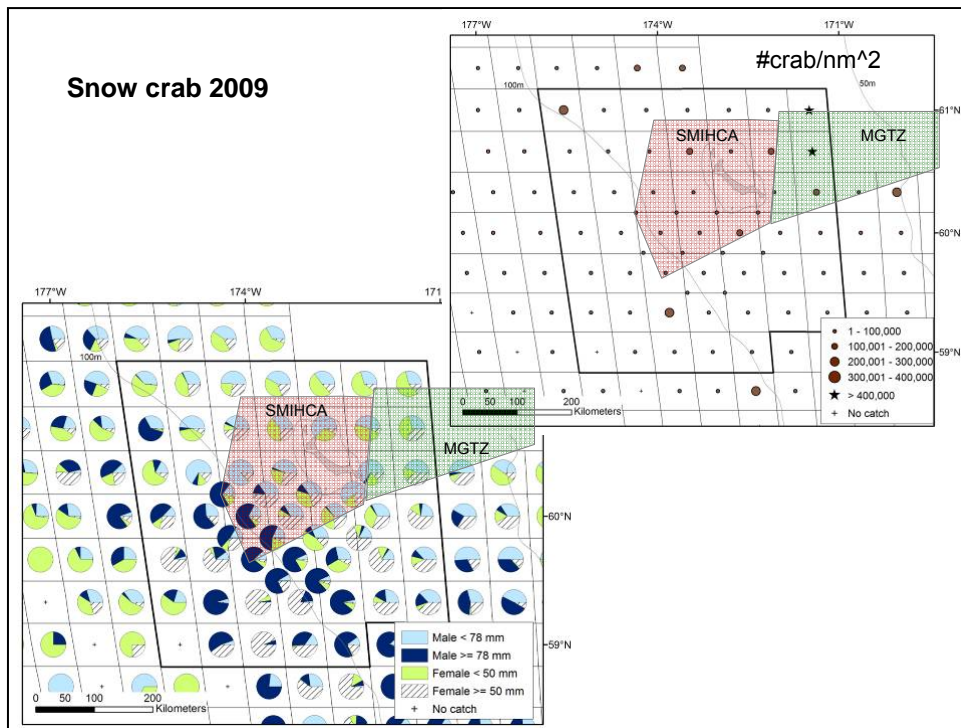 Snow crab 2009
177°W 174°W 171°W
#crab/nm^2
100m
50m
61°N
SMIHCA
MGTZ
60°N
59°N
1 - 100,000
100,001 - 200,000
200,001 - 300,000
300,001 - 400,000
> 400,000
No catch
0 50 100 200
Kilometers
177°W 174°W 171
100m
SMIHCA
MGTZ
60°N
59°N
Male < 78 mm
Male >= 78 mm
Female < 50 mm
Female >= 50 mm
No catch
0 50 100 200
Kilometers